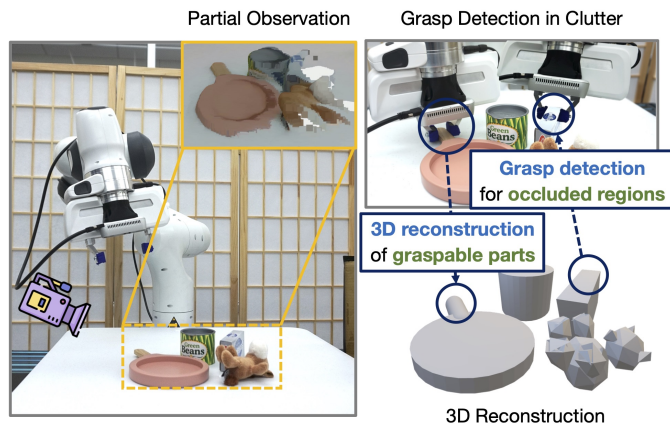 Partial Observation
Grasp Detection in Clutter
Green
Beans
Green
Beans
Grasp detection
for occluded regions
3D reconstruction
of graspable parts
3D Reconstruction